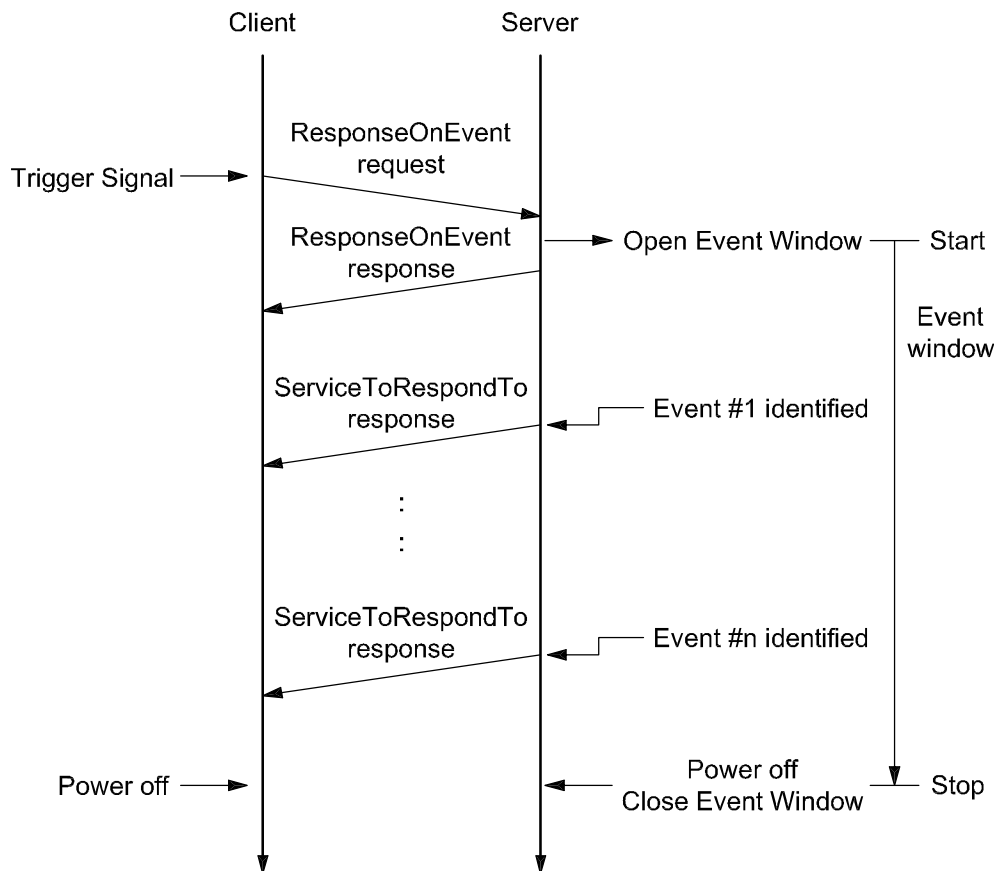 Client
Server
ResponseOnEvent
request
Trigger Signal
ResponseOnEvent
response
Open Event Window
Start
Event
window
ServiceToRespondTo
response
Event #1 identified
:
:
ServiceToRespondTo
response
Event #n identified
Power off
Power off
Close Event Window
Stop